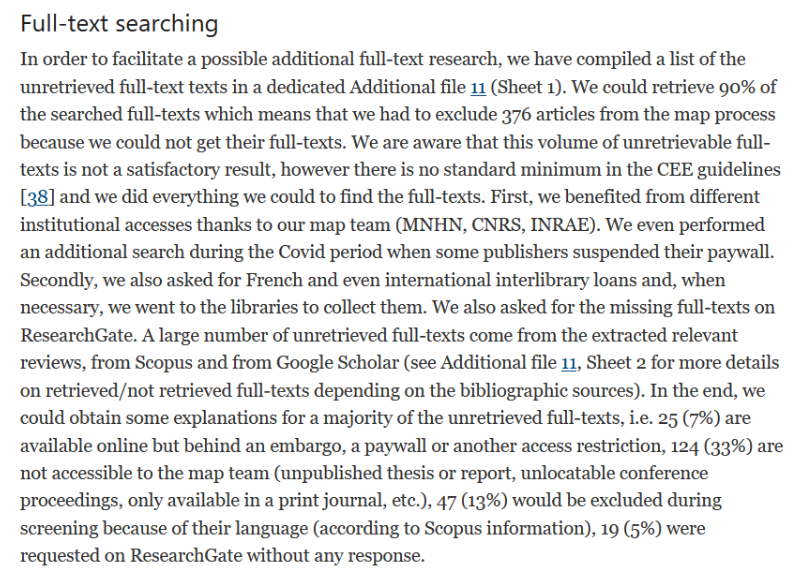 Full-text searching
In order to facilitate a possible additional full-text research, we have compiled a list of the
unretrieved full-text texts in a dedicated Additional file 11 (Sheet 1). We could retrieve 90% of
the searched full-texts which means that we had to exclude 376 articles from the map process
because we could not get their full-texts. We are aware that this volume of unretrievable full-
texts is not a satisfactory result, however there is no standard minimum in the CEE guidelines
[38] and we did everything we could to find the full-texts. First, we benefited from different
institutional accesses thanks to our map team (MNHN, CNRS, INRAE). We even performed
an additional search during the Covid period when some publishers suspended their paywall.
Secondly, we also asked for French and even international interlibrary loans and, when
necessary, we went to the libraries to collect them. We also asked for the missing full-texts on
ResearchGate. A large number of unretrieved full-texts come from the extracted relevant
reviews, from Scopus and from Google Scholar (see Additional file 11, Sheet 2 for more details
on retrieved/not retrieved full-texts depending on the bibliographic sources). In the end, we
could obtain some explanations for a majority of the unretrieved full-texts, i.e. 25 (7%) are
available online but behind an embargo, a paywall or another access restriction, 124 (33%) are
not accessible to the map team (unpublished thesis or report, unlocatable conference
proceedings, only available in a print journal, etc.), 47 (13%) would be excluded during
screening because of their language (according to Scopus information), 19 (5%) were
requested on ResearchGate without any response.